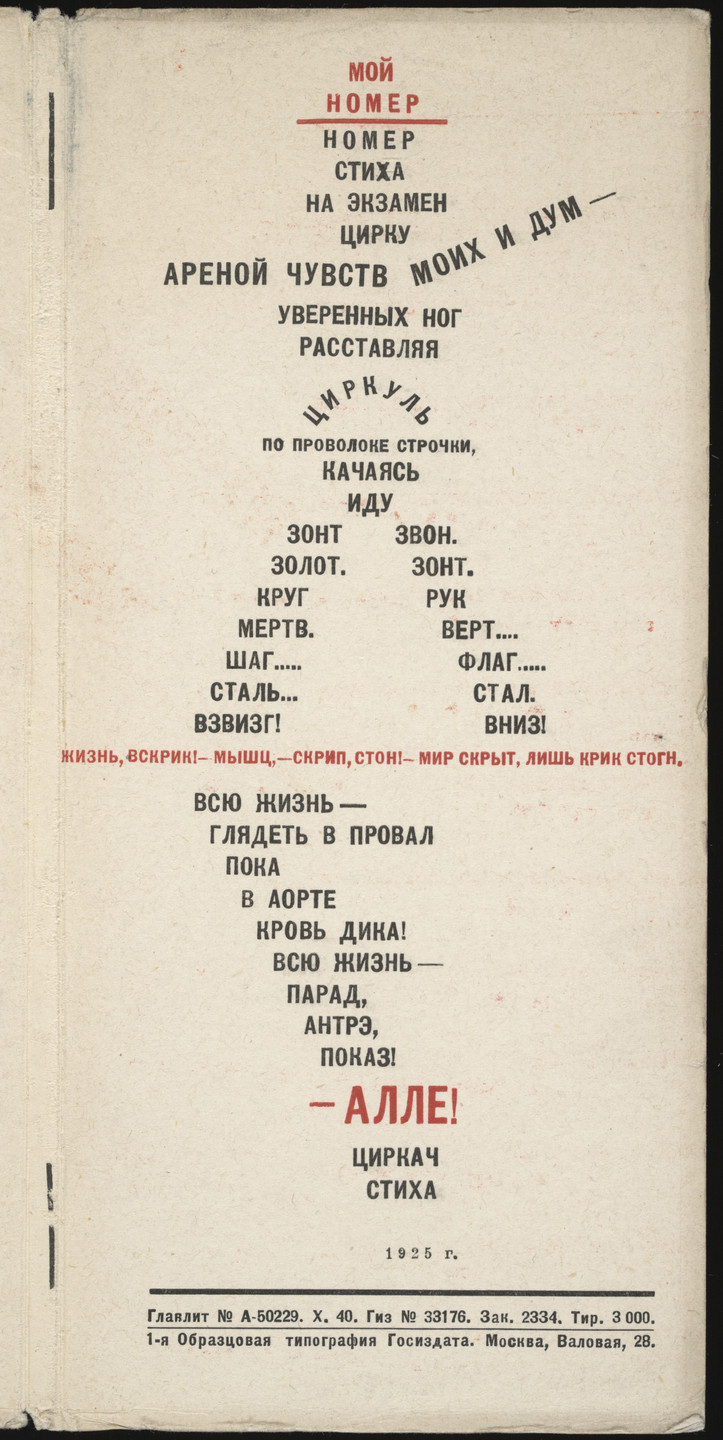 МОЙ
НОМЕР
НОМЕР
СТИХА
НА ЭКЗАМЕН
ЦИРКУ
АРЕНОЙ ЧУВСТВ МОИХ И ДУМ —
УВЕРЕННЫХ НОГ
РАССТАВЛЯЯ
ЦИРКУЛЬ
ПО ПРОВОЛОКЕ СТРОЧКИ,
КАЧАЯСЬ
ИДУ
ЗОНТ ЗВОН.
ЗОЛОТ. ЗОНТ.
КРУГ РУК
МЕРТВ. ВЕРТ....
ШАГ..... ФЛАГ.....
СТАЛЬ... СТАЛ.
ВЗВИЗГ! ВНИЗ!
ЖИЗНЬ, ВСКРИК!– МЫШЦ,—СКРИП, СТОН!– МИР СКРЫТ, ЛИШЬ КРИК СТОГН.
ВСЮ ЖИЗНЬ —
ГЛЯДЕТЬ В ПРОВАЛ
ПОКА
В АОРТЕ
КРОВЬ ДИКА!
ВСЮ ЖИЗНЬ —
ПАРАД,
АНТРЭ,
ПОКАЗ!
– АЛЛЕ!
ЦИРКАЧ
СТИХА
1925 г.
Главлит № А-50229. X. 40. Гиз № 33176. Зак. 2334. Тир. 3 000.
1-я Образцовая типография Госиздата. Москва, Валовая, 28.